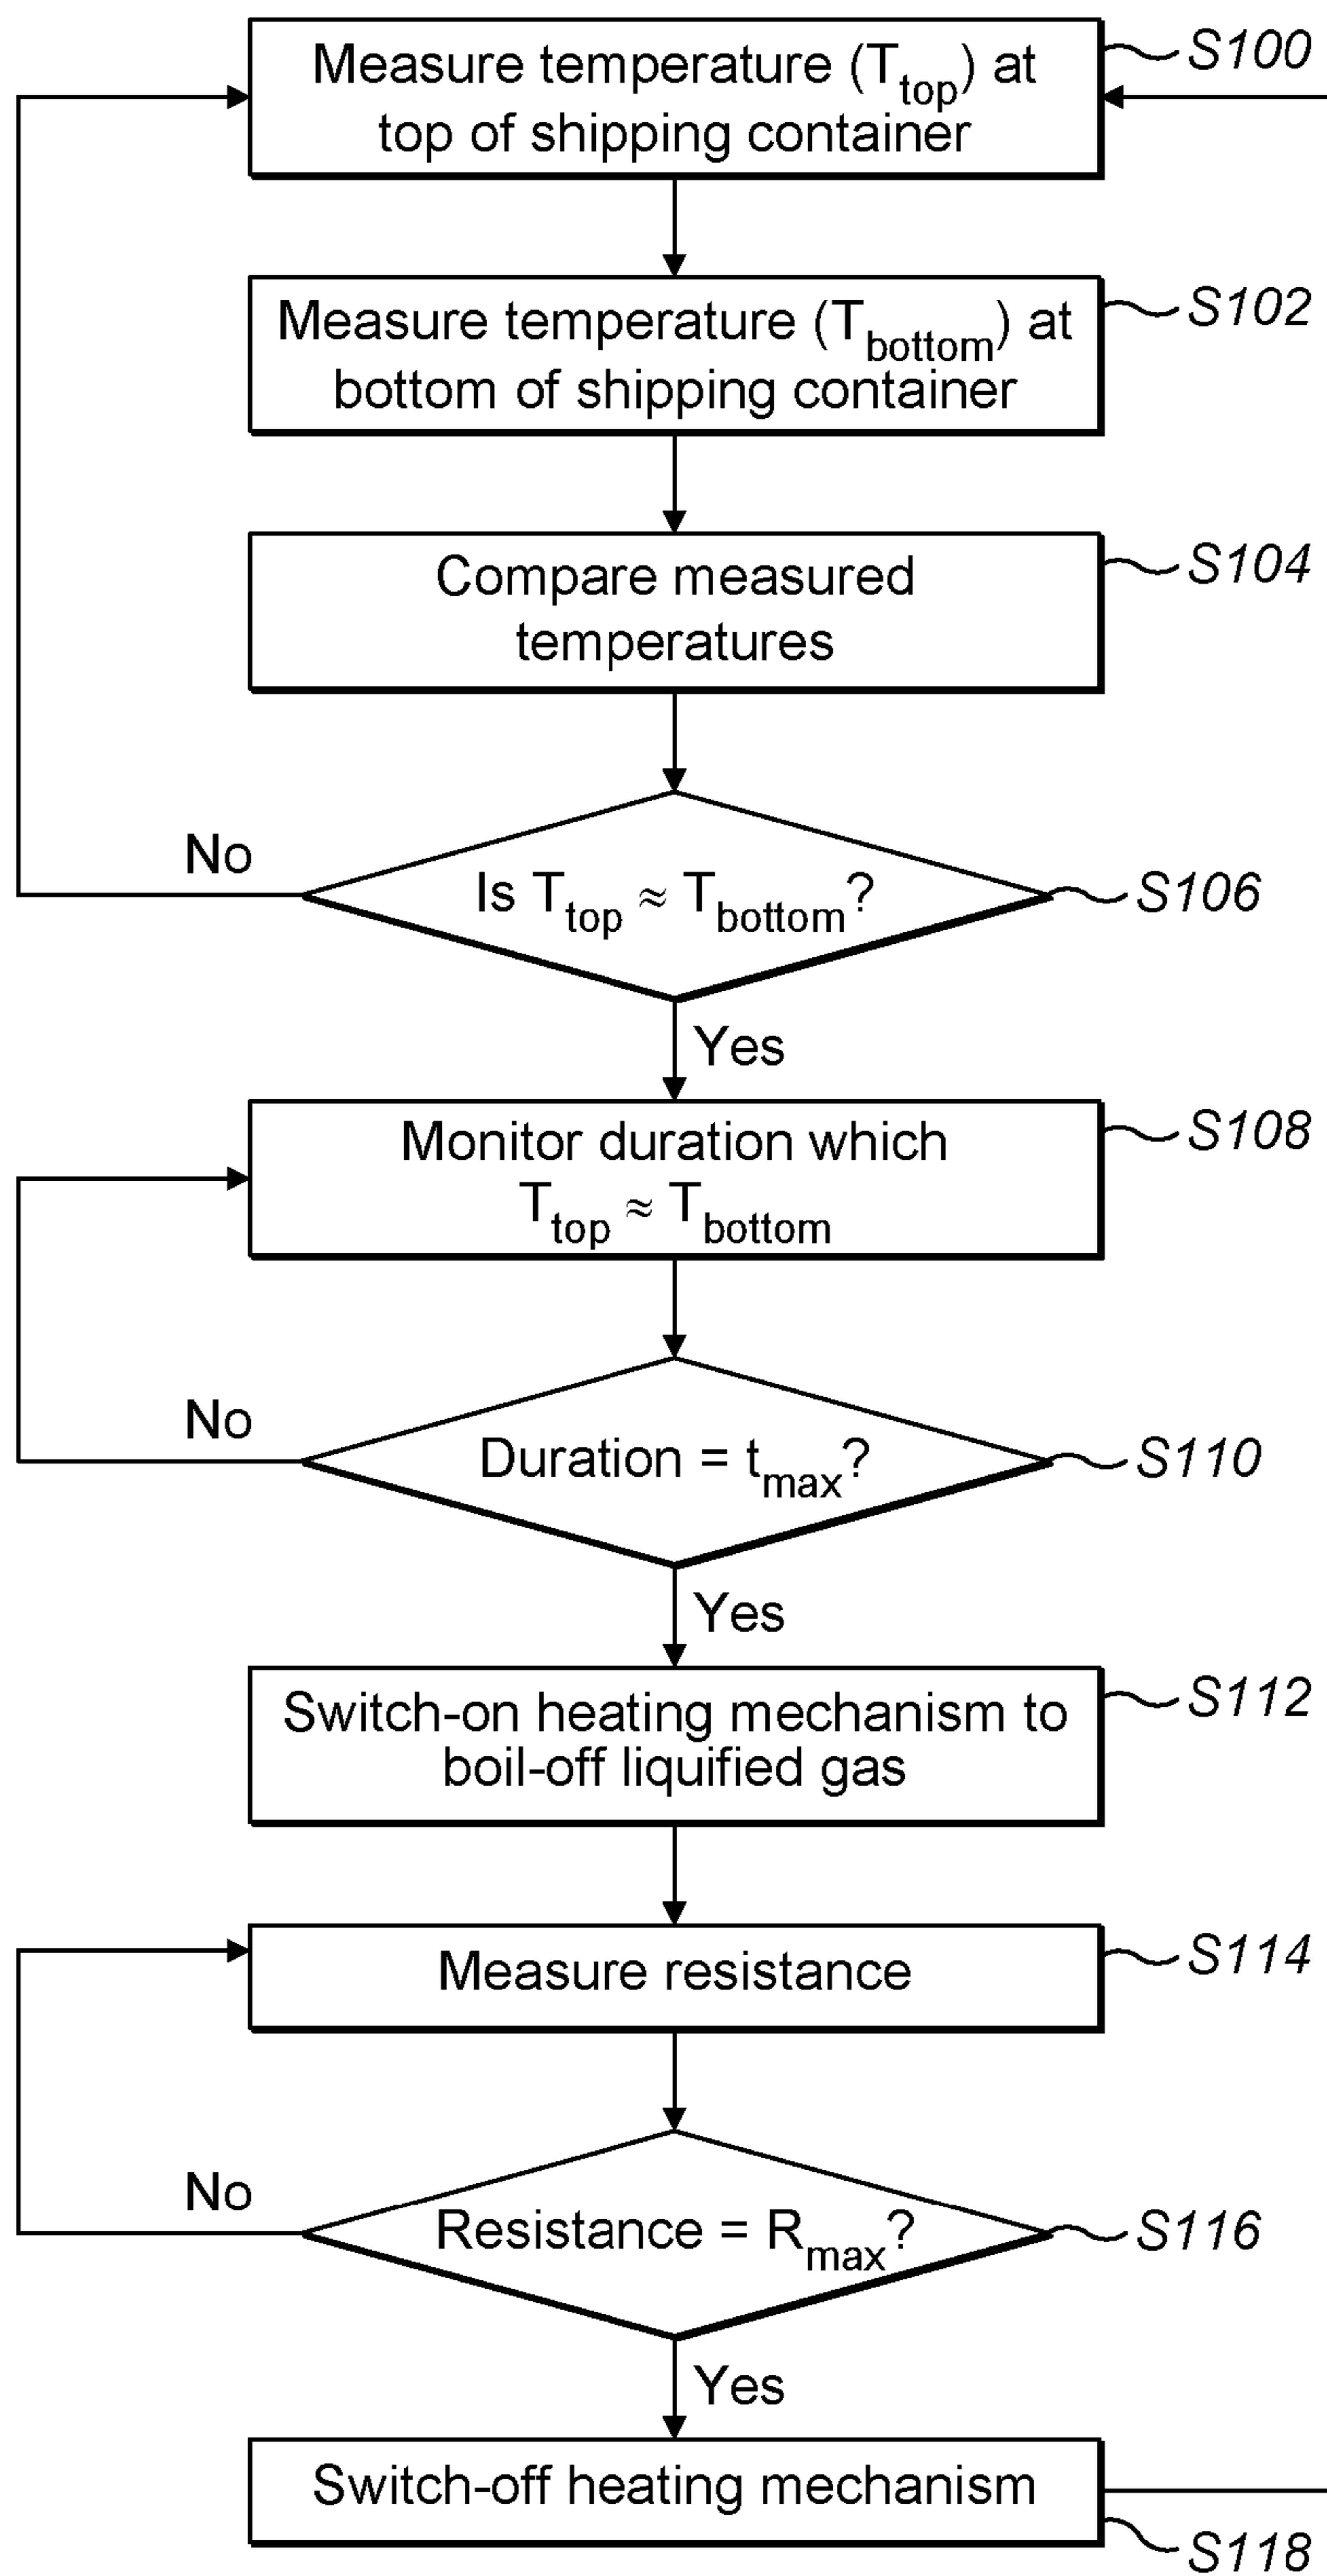 Measure temperature (Ttop) at
top of shipping container
S100
Measure temperature (Tbottom) at
bottom of shipping container
S102
Compare measured
temperatures
S104
No
Is Ttop ≈ Tbottom?
S106
Yes
Monitor duration which
Ttop ≈ Tbottom
S108
No
Duration = tmax?
S110
Yes
Switch-on heating mechanism to
boil-off liquified gas
S112
Measure resistance
S114
No
Resistance = Rmax?
S116
Yes
Switch-off heating mechanism
S118